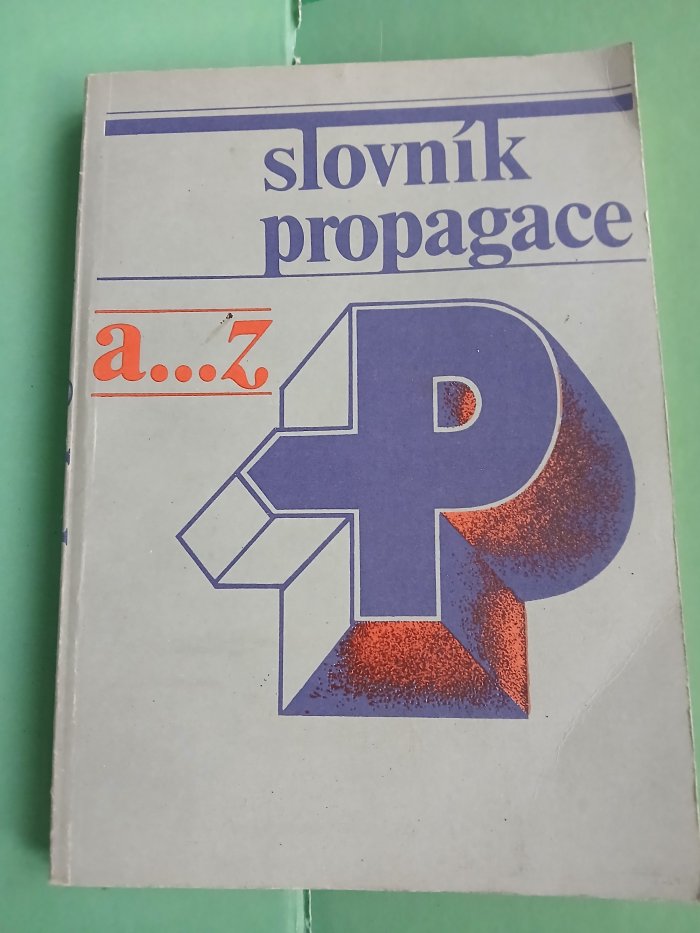 slovník
propagace
a...z
P